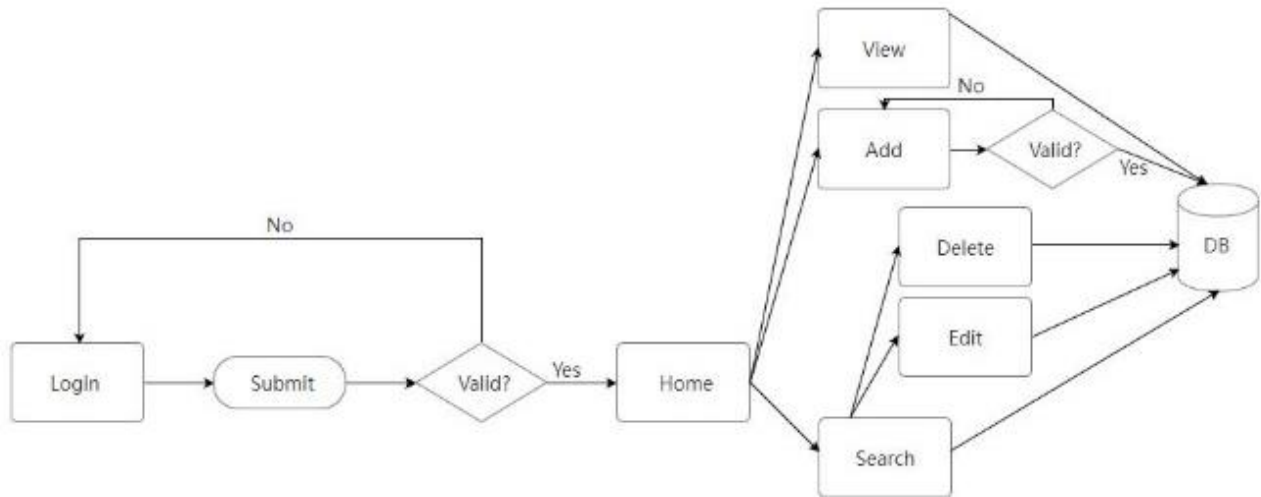 View
No
Add
Valid?
Yes
No
Delete
DB
Edit
LogIn
Submit
Valid?
Yes
Home
Search